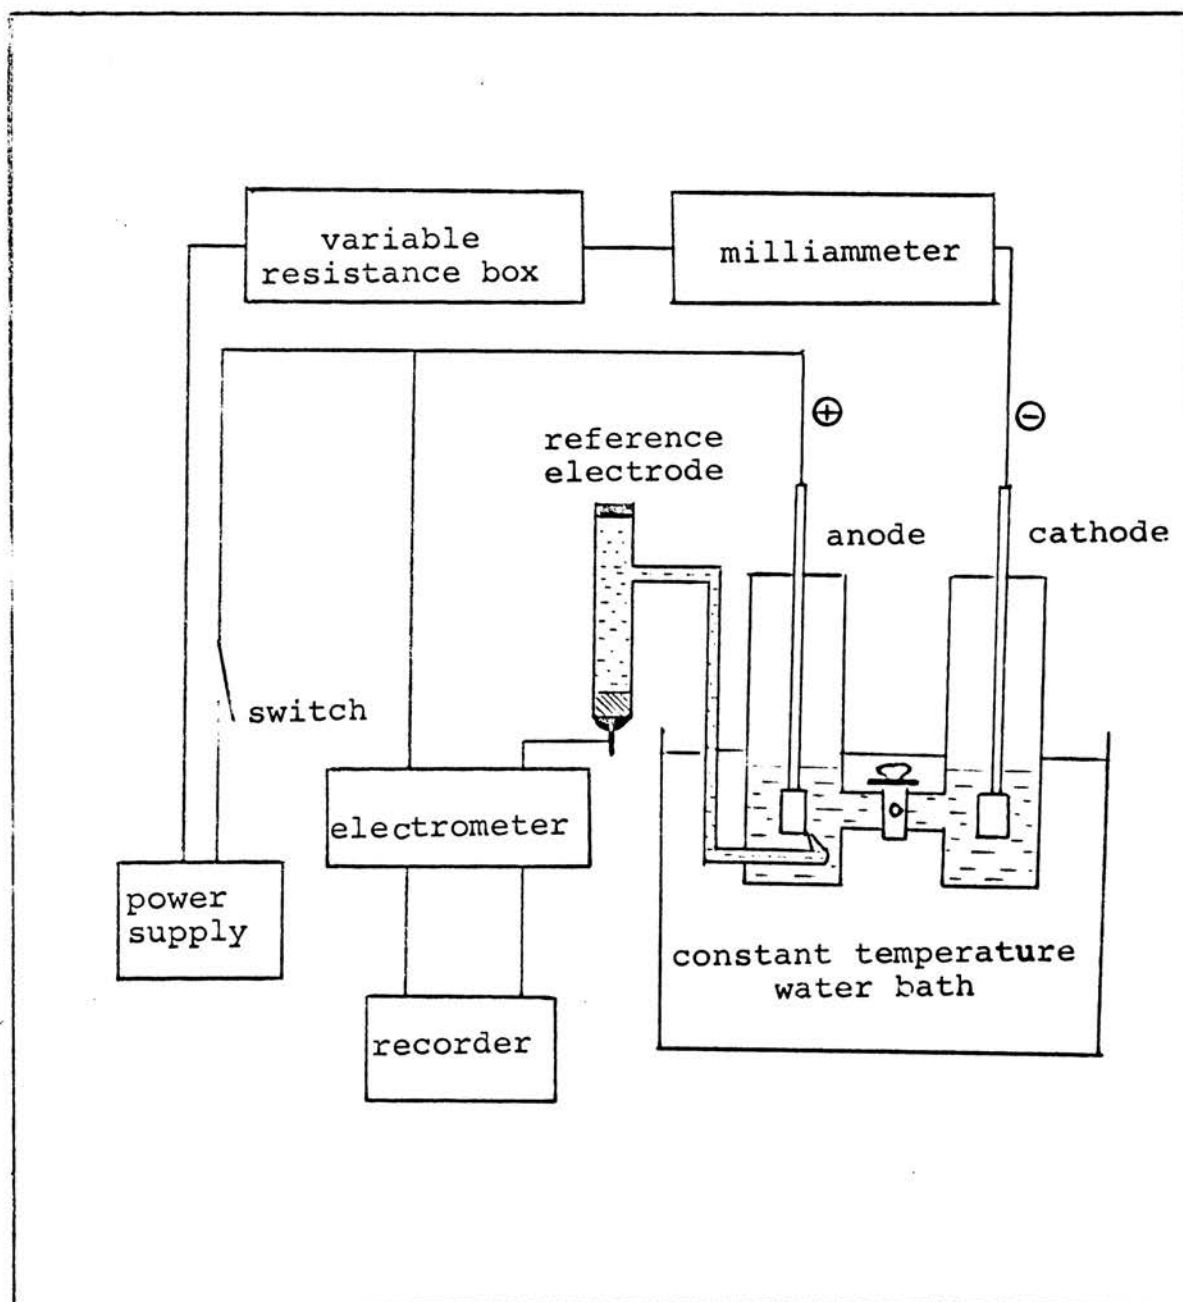 variable
resistance box
milliammeter
⊕
⊖
reference
electrode
anode
cathode
switch
electrometer
power
supply
constant temperature
water bath
recorder